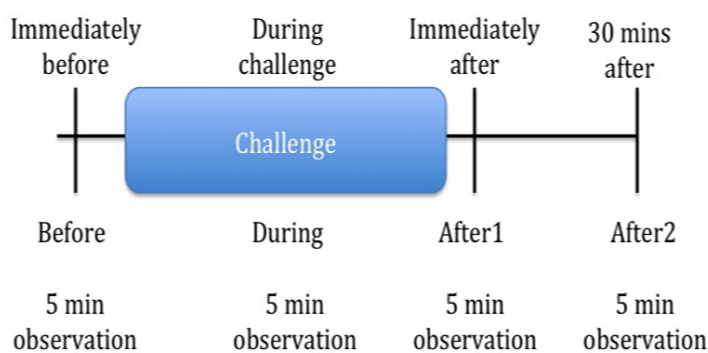 Immediately
before
During
challenge
Immediately
after
30 mins
after
Challenge
Before
During
After1
After2
5 min
observation
5 min
observation
5 min
observation
5 min
observation